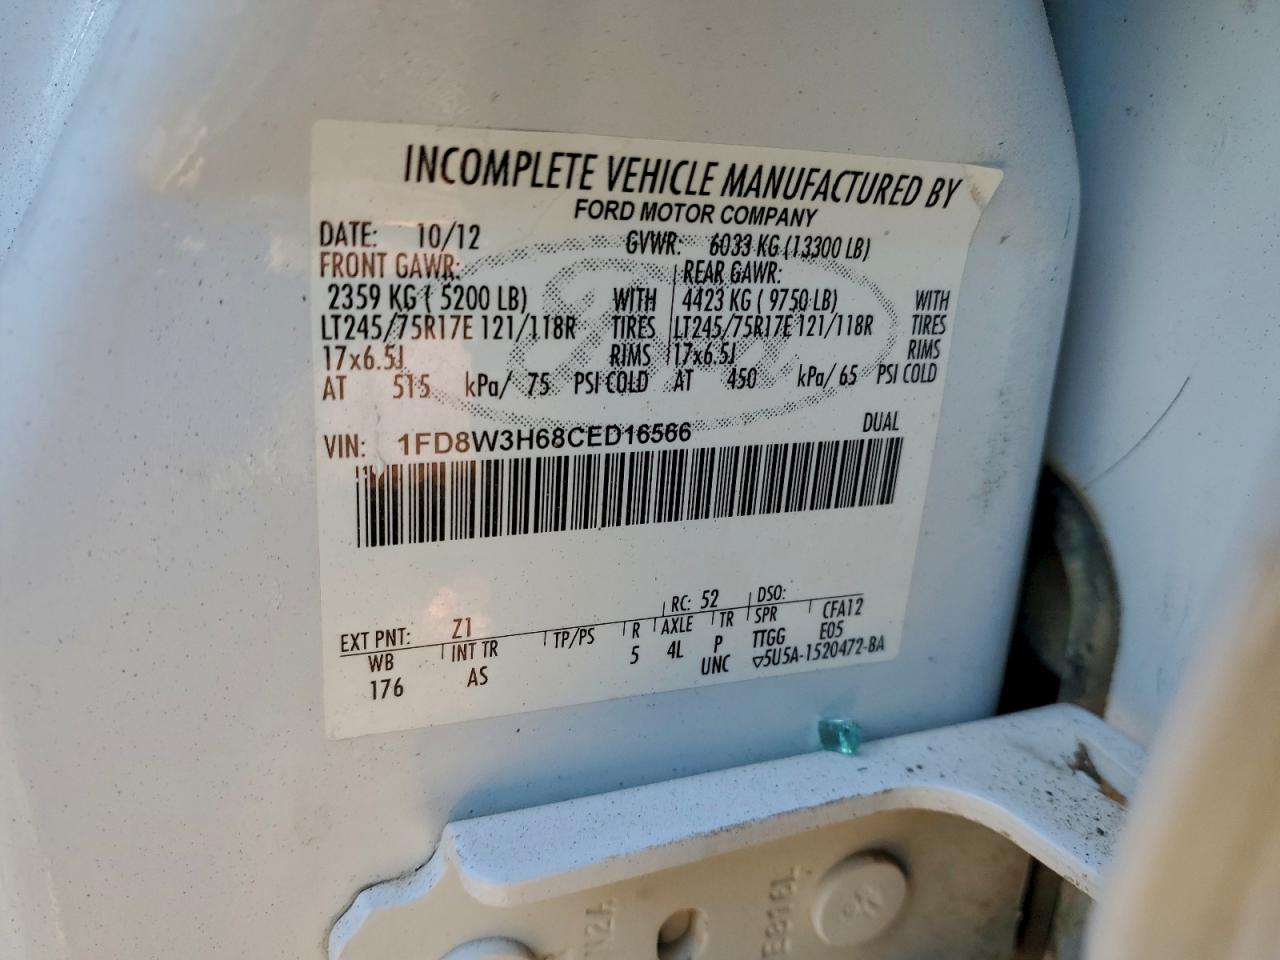 INCOMPLETE VEHICLE MANUFACTURED BY
FORD MOTOR COMPANY
DATE: 10/12 GVWR: 6033 KG (13300 LB)
FRONT GAWR: REAR GAWR:
2359 KG ( 5200 LB) WITH 4423 KG ( 9750 LB) WITH
LT245/75R17E 121/118R TIRES LT245/75R17E 121/118R TIRES
17x6.5J RIMS 17x6.5J RIMS
AT 515 kPa/ 75 PSI COLD AT 450 kPa/ 65 PSI COLD
VIN: 1FD8W3H68CED16566 DUAL
RC: 52 DSO:
EXT PNT: Z1
WB INT TR TP/PS R AXLE TR SPR CFA12
176 AS 5 4L P TTGG E05
UNC ▽5U5A-1520472-BA